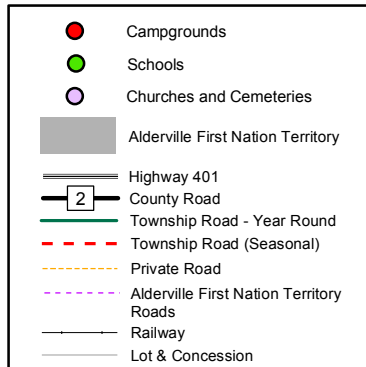 Campgrounds
Schools
Churches and Cemeteries
Alderville First Nation Territory
Highway 401
2 County Road
Township Road - Year Round
Township Road (Seasonal)
Private Road
Alderville First Nation Territory
Roads
Railway
Lot & Concession